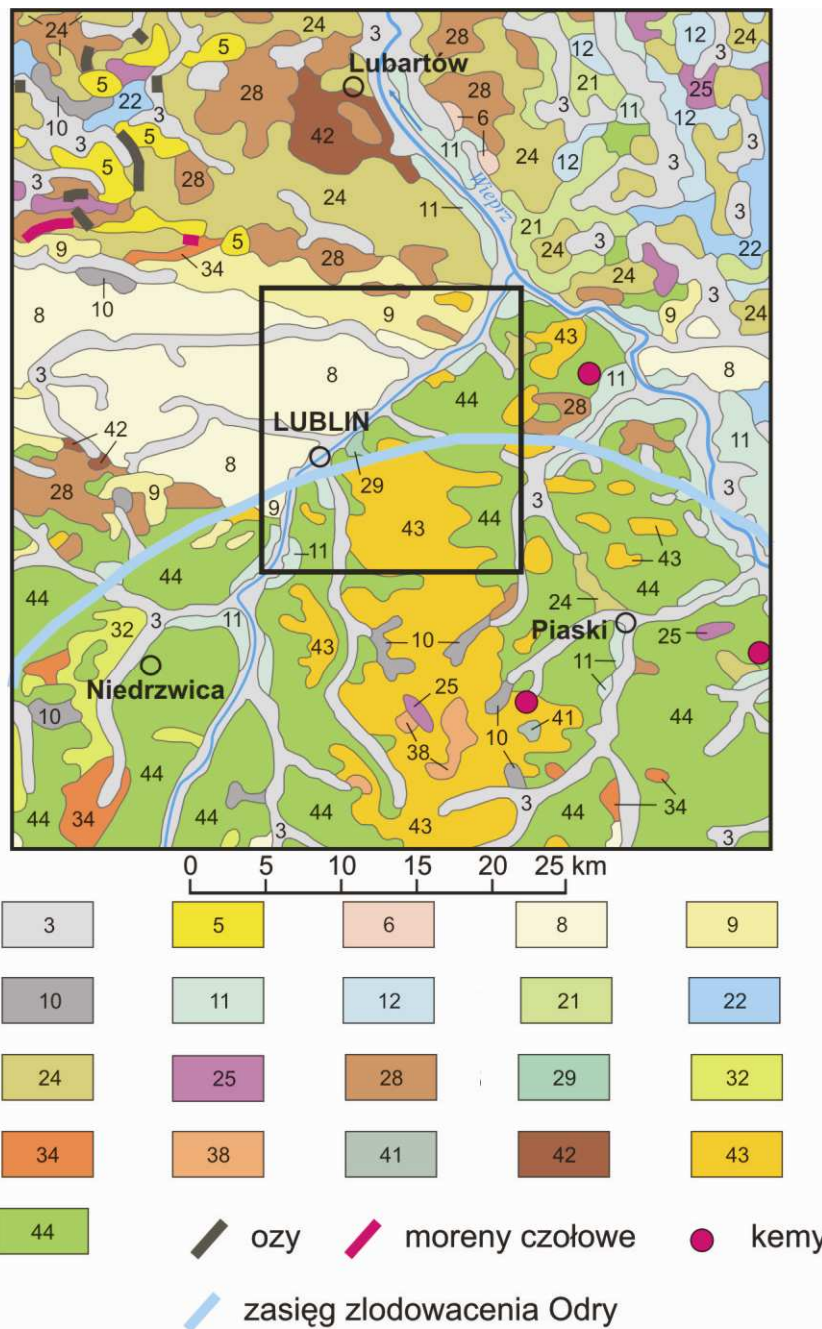 24 5 3 28 12 24
Lubartów
5 28 12 21 3 25
10 22 3 28 42 6 3 11 12
3 5 5 11 24 12 3 3
3 28 24 11 Wieprz 21 3
9 5 28 24 3 22
34 24
10 9 43 9 3 24
8 8 11 8
3 44 28
LUBLIN
42 8 29 11
28 9 9 43 44 3 3
11 43
44 44 24 44
32 3 11 10 Piaski 25
Niedrzwica 43 11
10 25 10 41 44
38
34 44 3 34
44 44 44 43 44
3 3
0 5 10 15 20 25 km
3 5 6 8 9
10 11 12 21 22
24 25 28 29 32
34 38 41 42 43
44 ozy moreny czołowe kemy
zasięg zlodowacenia Odry